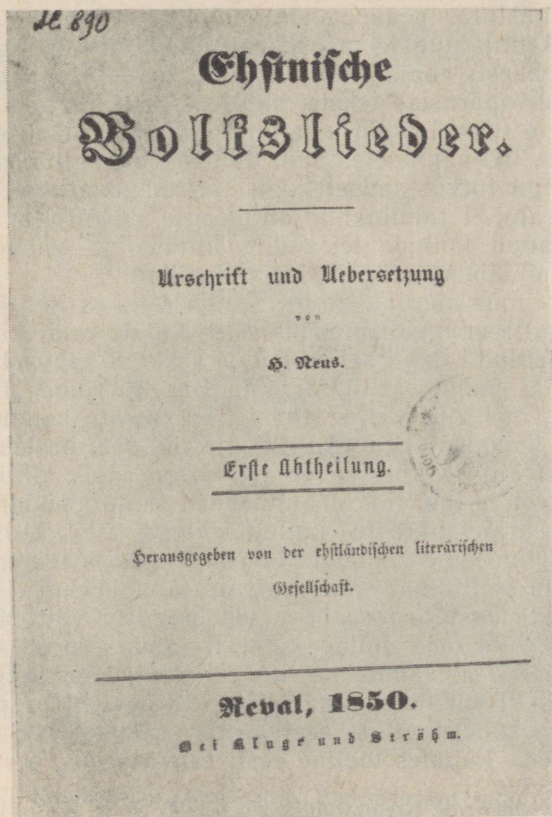 Ehstnische
Volkslieder.
Urschrift und Uebersetzung
von
H. Neus.
Erste Abtheilung.
Herausgegeben von der ehstländischen literärischen
Gesellschaft.
Reval, 1850.
Bei Kluge und Ströhm.